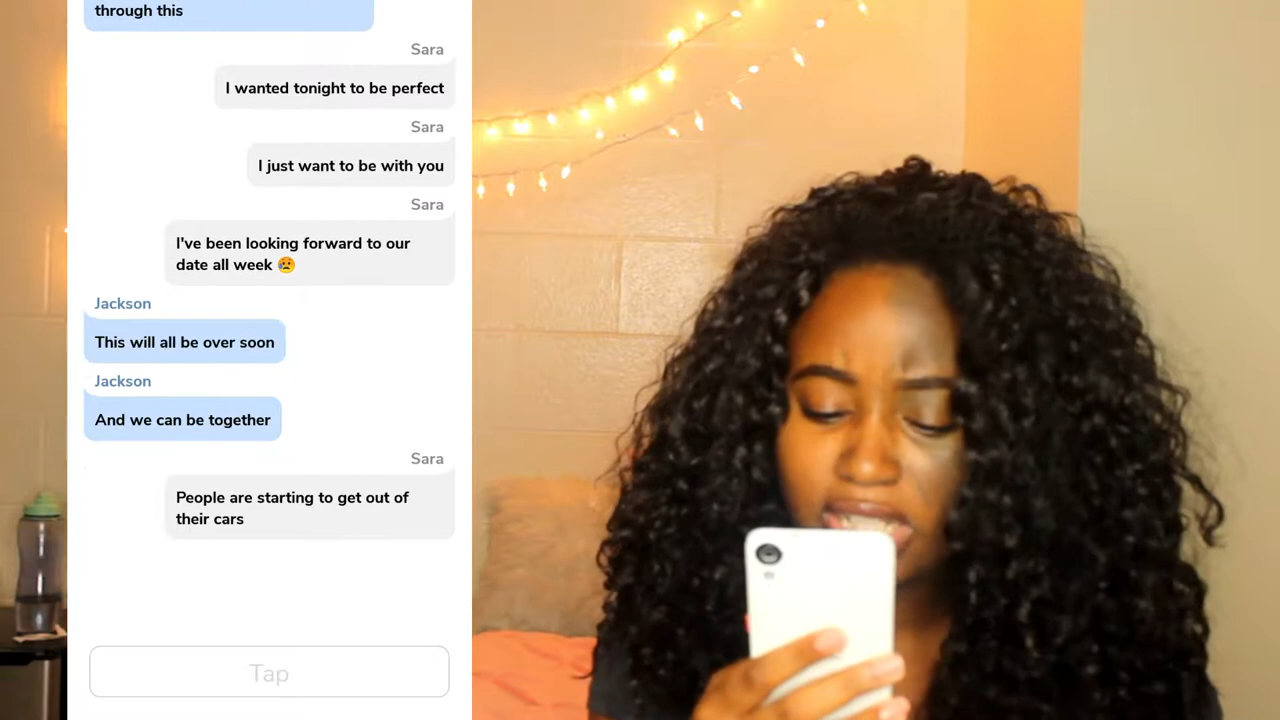 through this
Sara
I wanted tonight to be perfect
Sara
I just want to be with you
Sara
I've been looking forward to our
date all week 😥
Jackson
This will all be over soon
Jackson
And we can be together
Sara
People are starting to get out of
their cars
Tap